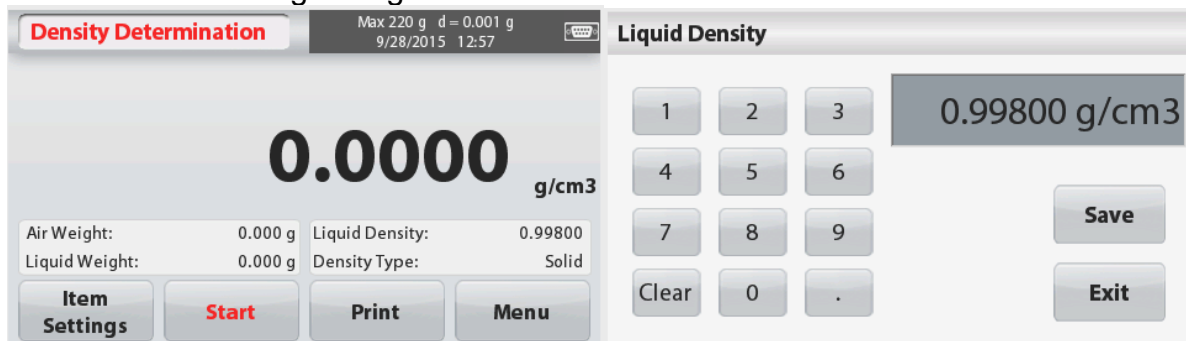 Density Determination
Max 220 g d=0.001 g
9/28/2015 12:57
0.0000
g/cm3
Air Weight: 0.000 g Liquid Density: 0.99800
Liquid Weight: 0.000 g Density Type: Solid
Item
Settings
Start
Print
Menu
Liquid Density
0.99800 g/cm3
1 2 3
4 5 6
7 8 9
Clear 0 .
Save
Exit